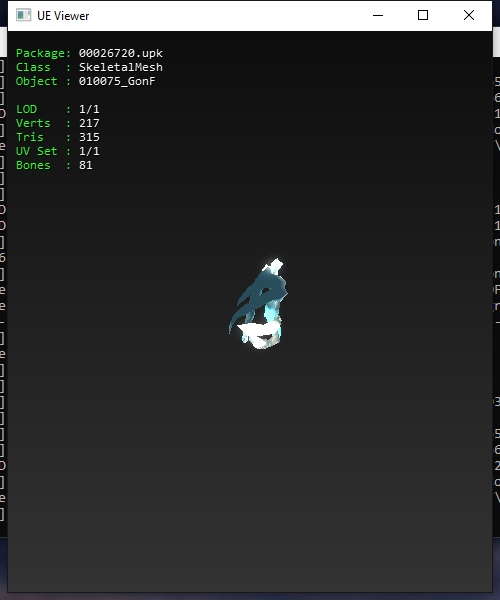 UE Viewer
Package: 00026720.upk
Class : SkeletalMesh
Object : 010075_GonF
LOD : 1/1
Verts : 217
Tris : 315
UV Set : 1/1
Bones : 81